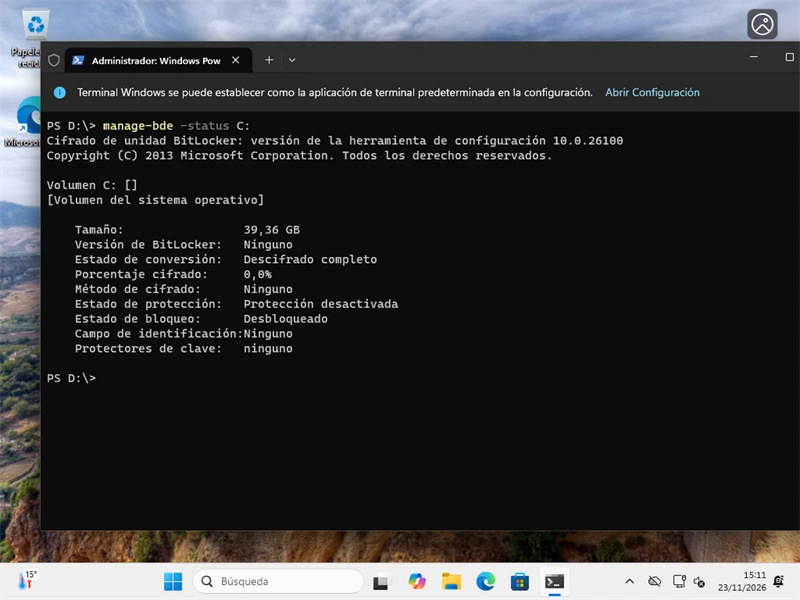 Papele
recicl
Microso
Administrador: Windows Pow
Terminal Windows se puede establecer como la aplicación de terminal predeterminada en la configuración. Abrir Configuración
PS D:\> manage-bde -status C:
Cifrado de unidad BitLocker: versión de la herramienta de configuración 10.0.26100
Copyright (C) 2013 Microsoft Corporation. Todos los derechos reservados.
Volumen C: []
[Volumen del sistema operativo]
Tamaño: 39,36 GB
Versión de BitLocker: Ninguno
Estado de conversión: Descifrado completo
Porcentaje cifrado: 0,0%
Método de cifrado: Ninguno
Estado de protección: Protección desactivada
Estado de bloqueo: Desbloqueado
Campo de identificación:Ninguno
Protectores de clave: ninguno
PS D:\>
15°
Búsqueda
15:11
23/11/2026